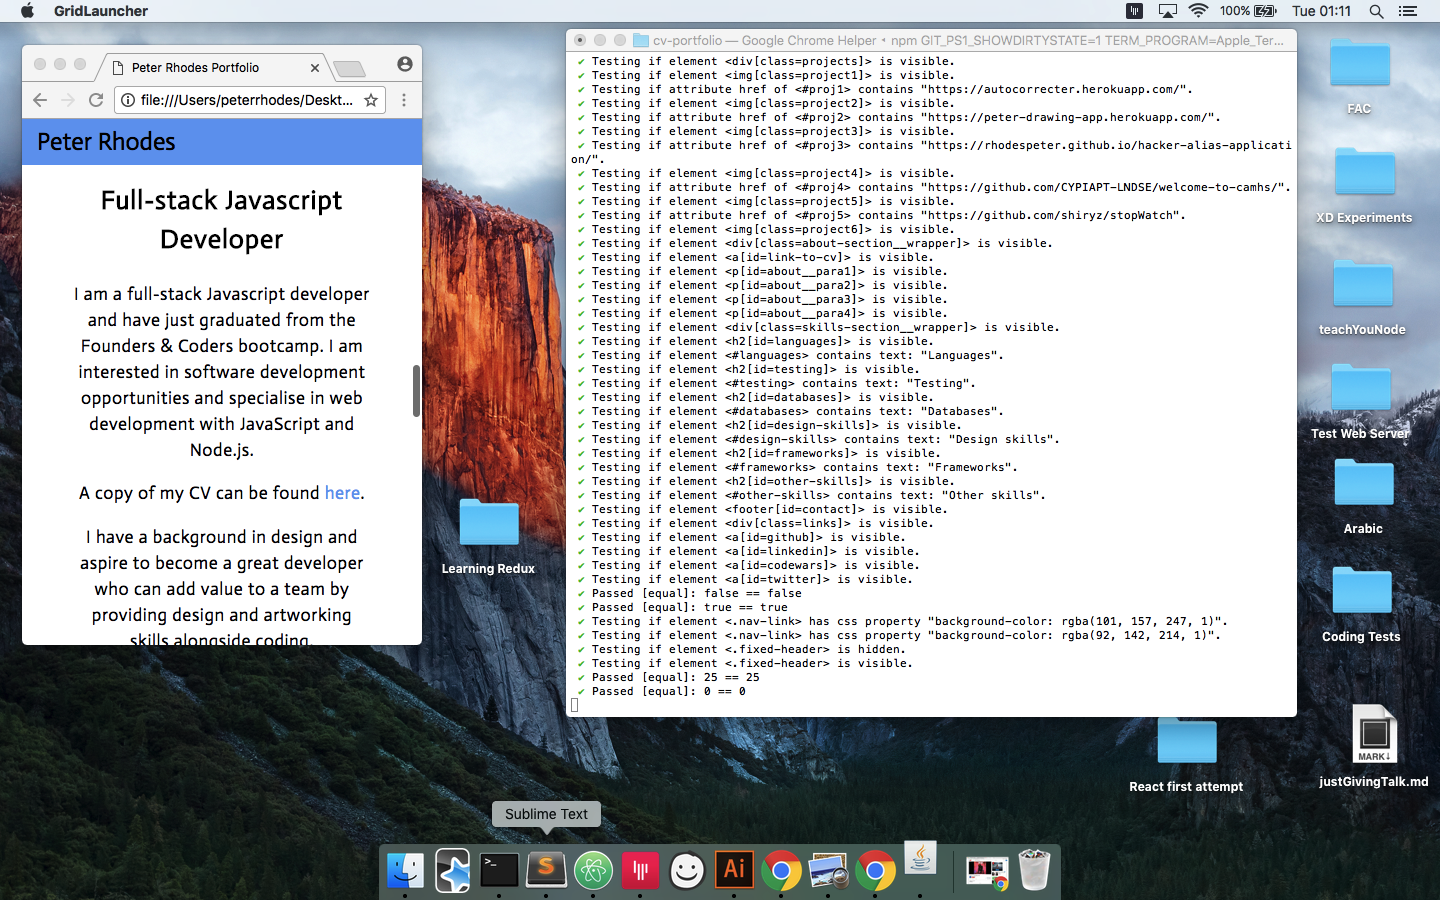 GridLauncher
100%
Tue 01:11
Peter Rhodes Portfolio
file:///Users/peterrhodes/Deskt...
Peter Rhodes
Full-stack Javascript
Developer
I am a full-stack Javascript developer
and have just graduated from the
Founders & Coders bootcamp. I am
interested in software development
opportunities and specialise in web
development with JavaScript and
Node.js.
A copy of my CV can be found here.
I have a background in design and
aspire to become a great developer
who can add value to a team by
providing design and artworking
skills alongside coding.
cv-portfolio — Google Chrome Helper • npm GIT_PS1_SHOWDIRTYSTATE=1 TERM_PROGRAM=Apple_Ter...
✔ Testing if element <div[class=projects]> is visible.
✔ Testing if element <img[class=project1]> is visible.
✔ Testing if attribute href of <#proj1> contains "https://autocorrecter.herokuapp.com/".
✔ Testing if element <img[class=project2]> is visible.
✔ Testing if attribute href of <#proj2> contains "https://peter-drawing-app.herokuapp.com/".
✔ Testing if element <img[class=project3]> is visible.
✔ Testing if attribute href of <#proj3> contains "https://rhodespeter.github.io/hacker-alias-applicati
on/".
✔ Testing if element <img[class=project4]> is visible.
✔ Testing if attribute href of <#proj4> contains "https://github.com/CYPIAPT-LNDSE/welcome-to-camhs/".
✔ Testing if element <img[class=project5]> is visible.
✔ Testing if attribute href of <#proj5> contains "https://github.com/shiryz/stopWatch".
✔ Testing if element <img[class=project6]> is visible.
✔ Testing if element <div[class=about-section__wrapper]> is visible.
✔ Testing if element <a[id=link-to-cv]> is visible.
✔ Testing if element <p[id=about__para1]> is visible.
✔ Testing if element <p[id=about__para2]> is visible.
✔ Testing if element <p[id=about__para3]> is visible.
✔ Testing if element <p[id=about__para4]> is visible.
✔ Testing if element <div[class=skills-section__wrapper]> is visible.
✔ Testing if element <h2[id=languages]> is visible.
✔ Testing if element <#languages> contains text: "Languages".
✔ Testing if element <h2[id=testing]> is visible.
✔ Testing if element <#testing> contains text: "Testing".
✔ Testing if element <h2[id=databases]> is visible.
✔ Testing if element <#databases> contains text: "Databases".
✔ Testing if element <h2[id=design-skills]> is visible.
✔ Testing if element <#design-skills> contains text: "Design skills".
✔ Testing if element <h2[id=frameworks]> is visible.
✔ Testing if element <#frameworks> contains text: "Frameworks".
✔ Testing if element <h2[id=other-skills]> is visible.
✔ Testing if element <#other-skills> contains text: "Other skills".
✔ Testing if element <footer[id=contact]> is visible.
✔ Testing if element <div[class=links]> is visible.
✔ Testing if element <a[id=github]> is visible.
✔ Testing if element <a[id=linkedin]> is visible.
✔ Testing if element <a[id=codewars]> is visible.
✔ Testing if element <a[id=twitter]> is visible.
✔ Passed [equal]: false == false
✔ Passed [equal]: true == true
✔ Testing if element <.nav-link> has css property "background-color: rgba(101, 157, 247, 1)".
✔ Testing if element <.nav-link> has css property "background-color: rgba(92, 142, 214, 1)".
✔ Testing if element <.fixed-header> is hidden.
✔ Testing if element <.fixed-header> is visible.
✔ Passed [equal]: 25 == 25
✔ Passed [equal]: 0 == 0
FAC
XD Experiments
teachYouNode
Test Web Server
Arabic
Learning Redux
Coding Tests
MARK↓
justGivingTalk.md
React first attempt
Sublime Text
>_
S
Ai